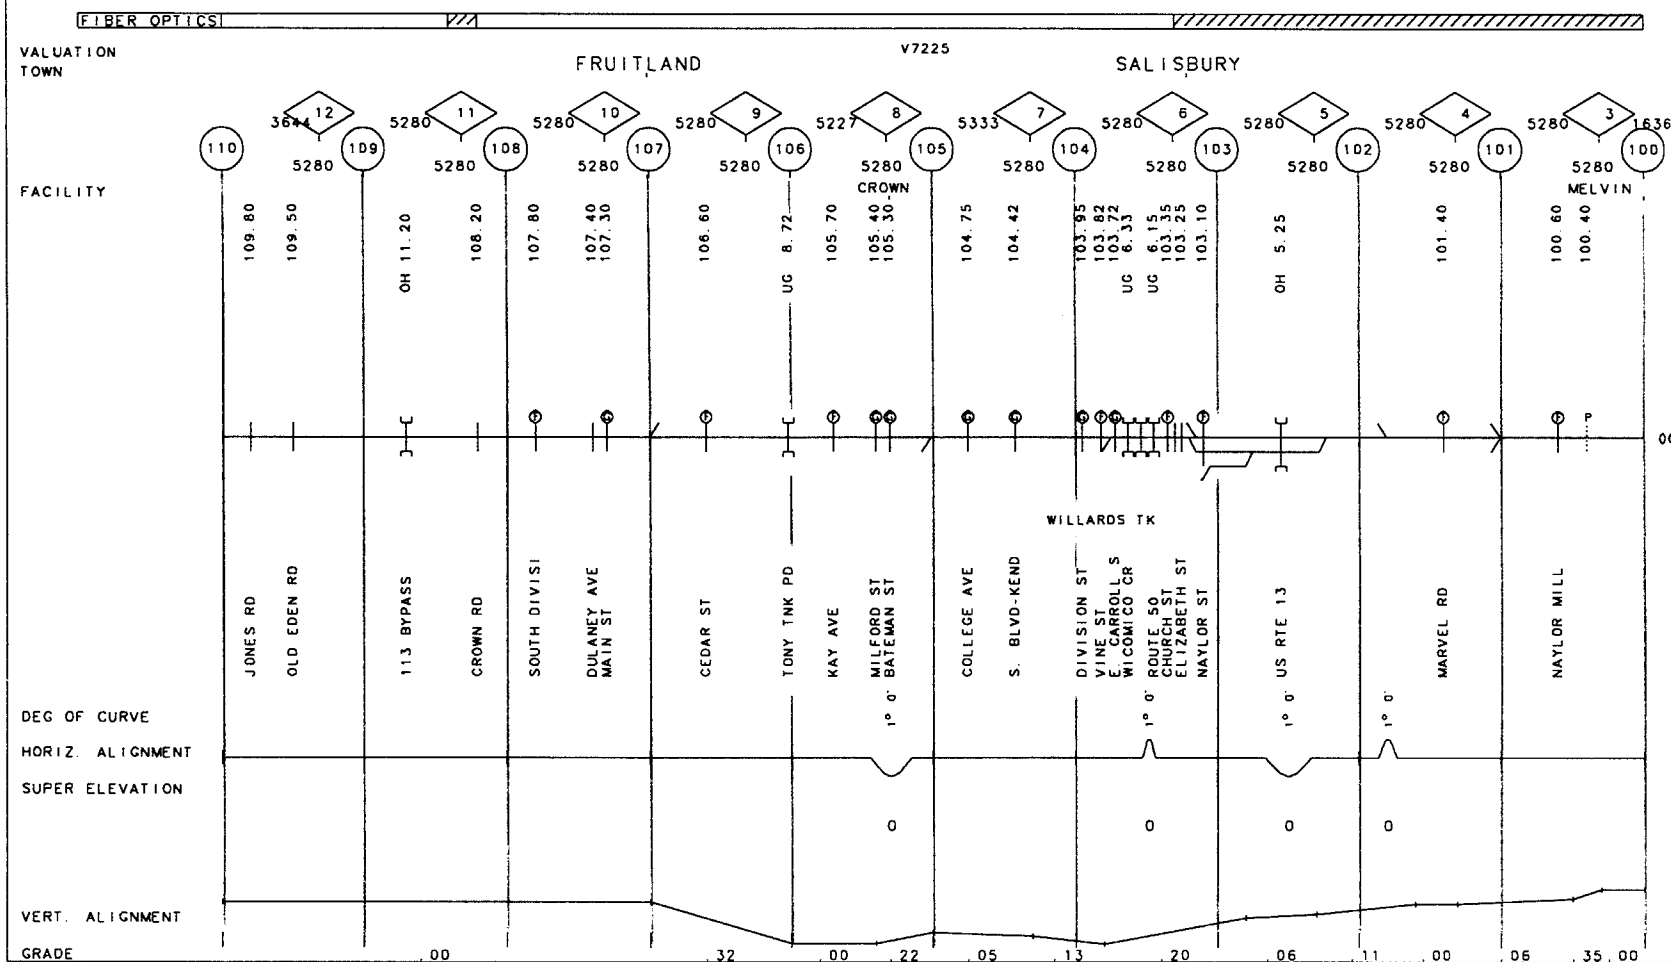 FIBER OPTICS
VALUATION V7225
TOWN FRUITLAND SALISBURY
12 11 10 9 8 7 6 5 4 3
3644 5280 5280 5280 5227 5333 5280 5280 5280 5280 1636
110 109 108 107 106 105 104 103 102 101 100
5280 5280 5280 5280 5280 5280 5280 5280 5280 5280
FACILITY CROWN MELVIN
109.80
109.50
OH 11.20
108.20
107.80
107.40
107.30
106.60
UG 8.72
105.70
105.40
105.30
104.75
104.42
103.95
103.82
103.72
UG 6.33
UG 6.15
103.35
103.25
103.10
OH 5.25
101.40
100.60
100.40
F G F F G G G G G F G F F F F P
WILLARDS TK
JONES RD
OLD EDEN RD
113 BYPASS
CROWN RD
SOUTH DIVISI
DULANEY AVE
MAIN ST
CEDAR ST
TONY TNK PD
KAY AVE
MILFORD ST
BATEMAN ST
COLLEGE AVE
S. BLVD-KEND
DIVISION ST
VINE ST
E. CARROLL S
WICOMICO CR
ROUTE 50
CHURCH ST
ELIZABETH ST
NAYLOR ST
US RTE 13
MARVEL RD
NAYLOR MILL
DEG OF CURVE 1° 0' 1° 0' 1° 0' 1° 0'
HORIZ. ALIGNMENT
SUPER ELEVATION
0 0 0 0
VERT. ALIGNMENT
GRADE .00 .32 .00 .22 .05 .13 .20 .06 .11 .00 .06 .35 .00